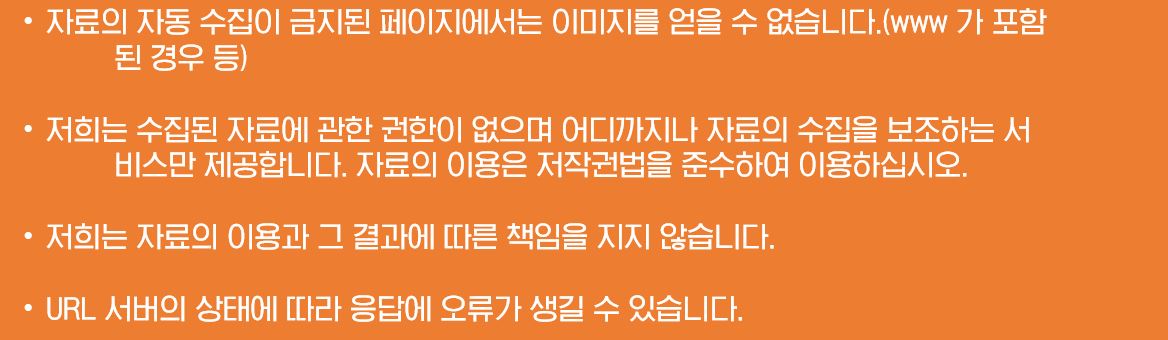 • 자료의 자동 수집이 금지된 페이지에서는 이미지를 얻을 수 없습니다.(www 가 포함
된 경우 등)
• 저희는 수집된 자료에 관한 권한이 없으며 어디까지나 자료의 수집을 보조하는 서
비스만 제공합니다. 자료의 이용은 저작권법을 준수하여 이용하십시오.
• 저희는 자료의 이용과 그 결과에 따른 책임을 지지 않습니다.
• URL 서버의 상태에 따라 응답에 오류가 생길 수 있습니다.